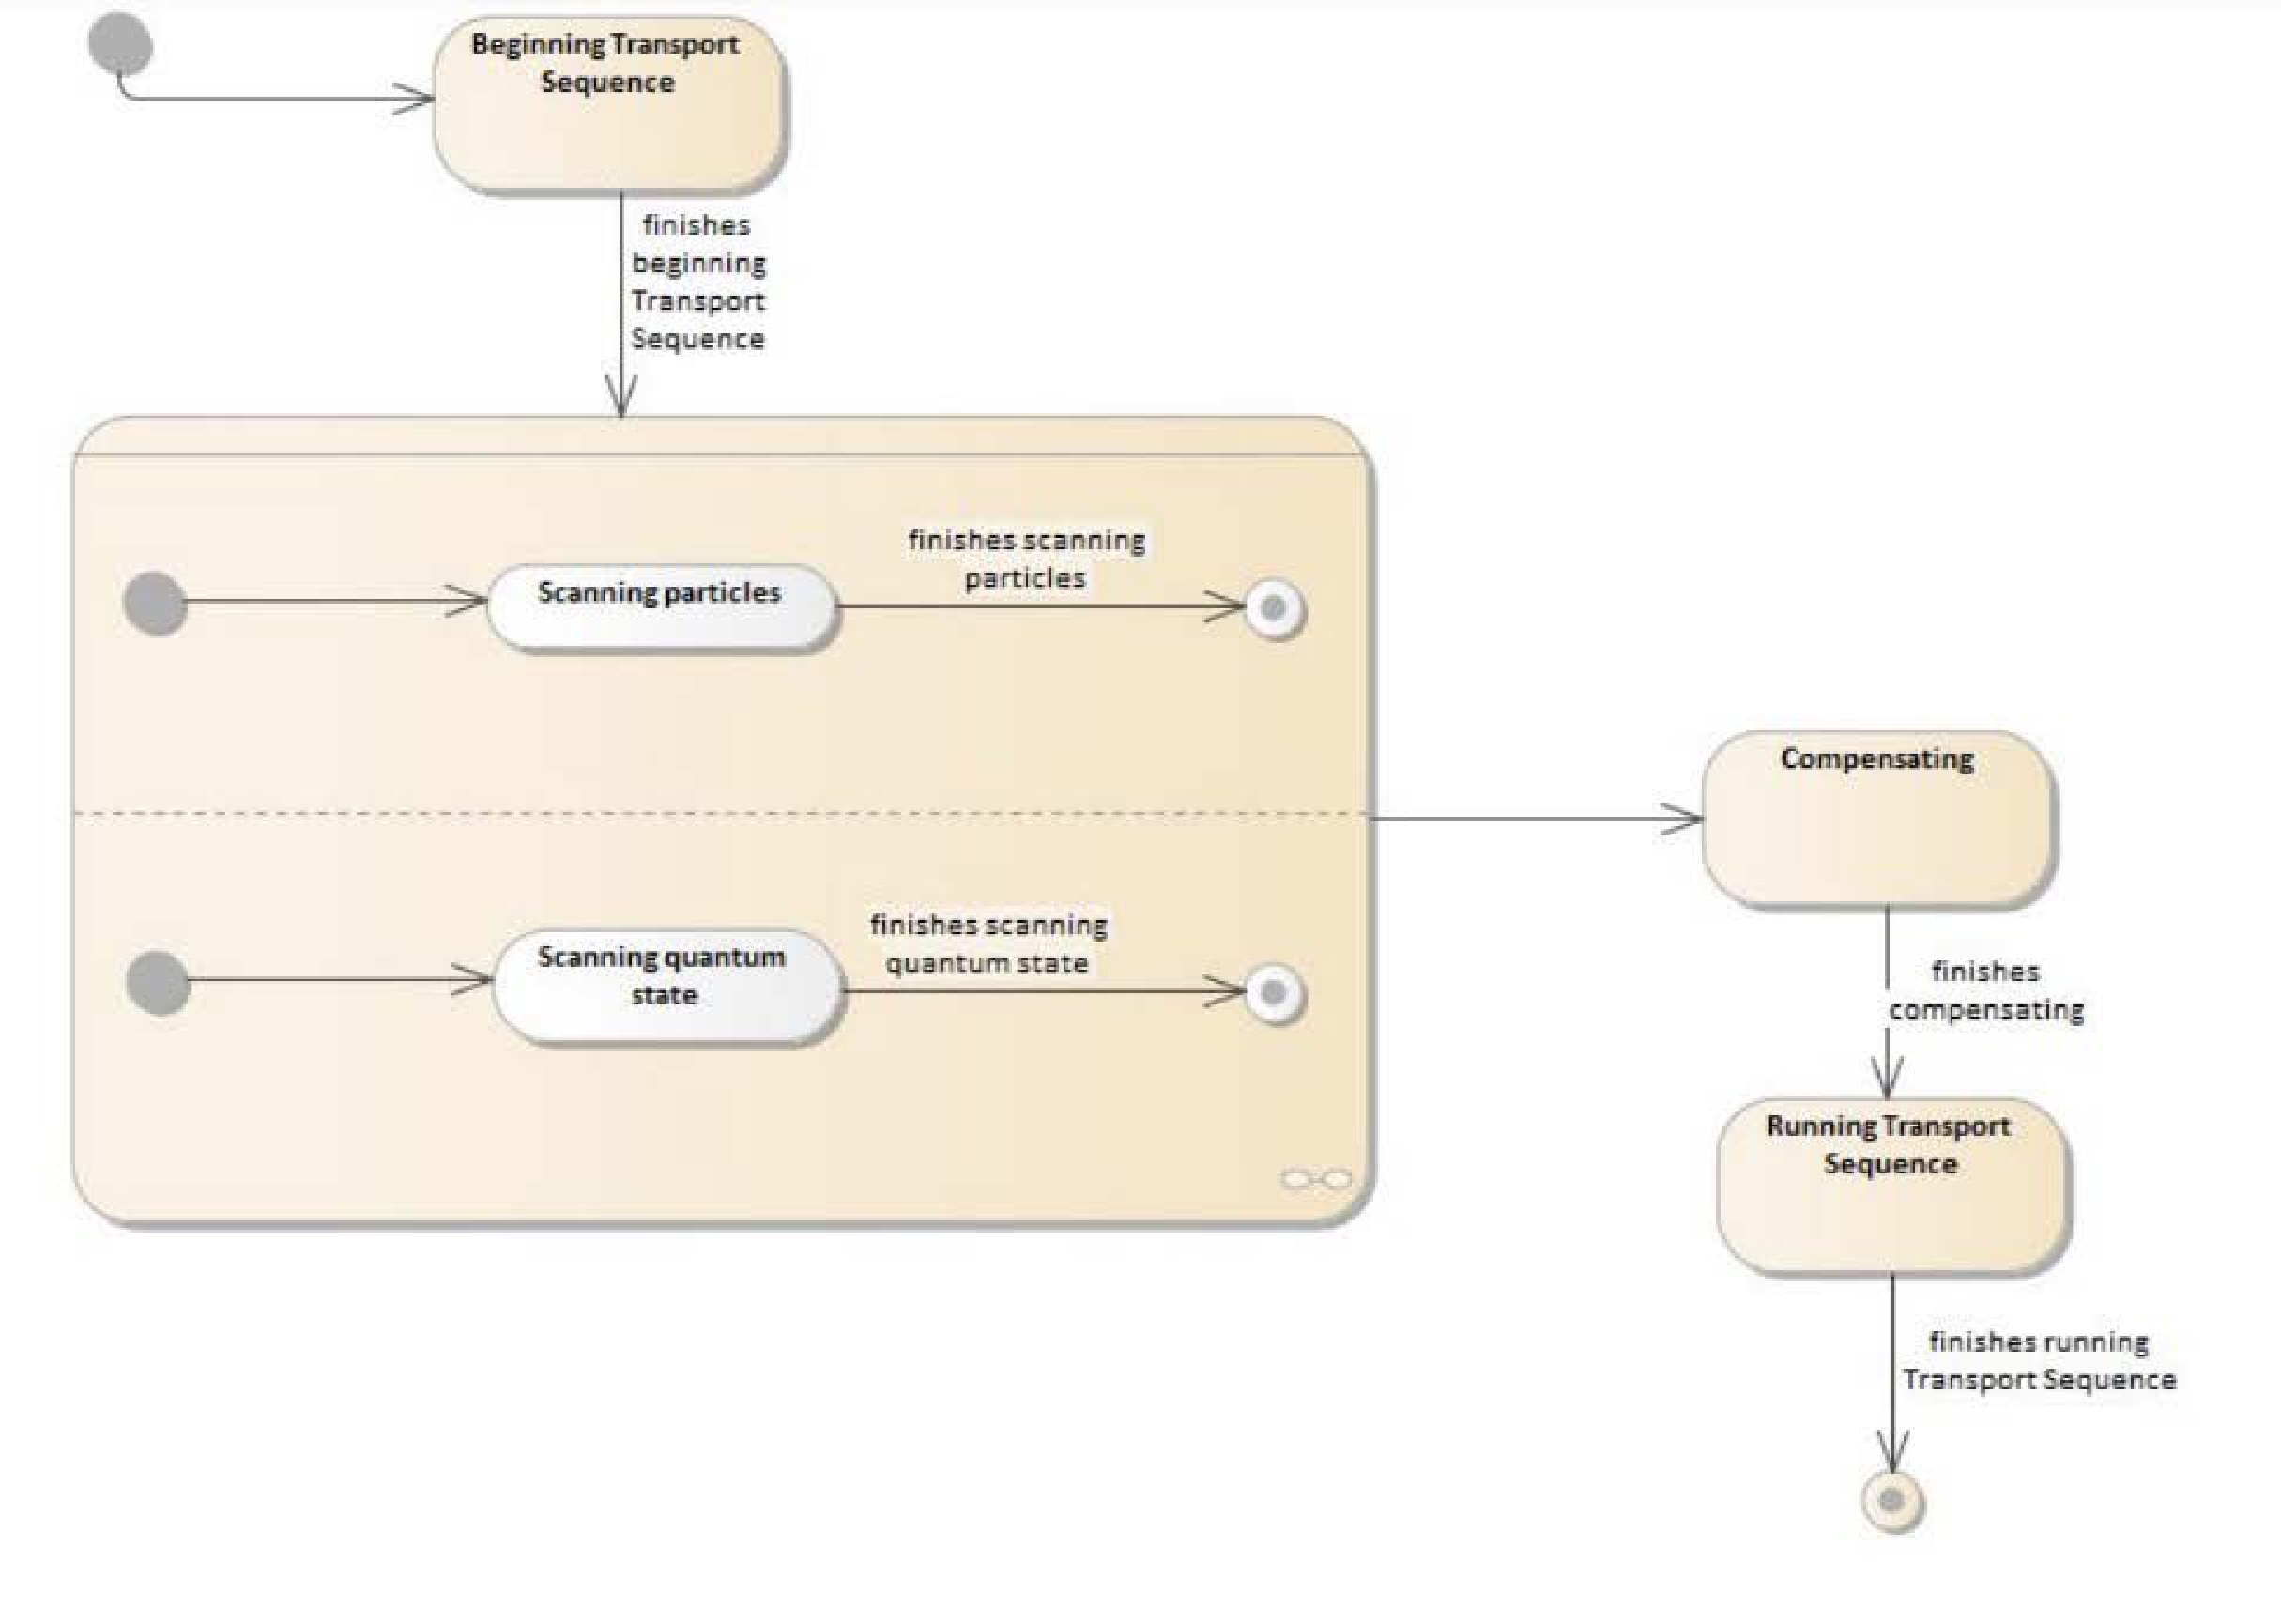 Beginning Transport
Sequence
finishes
beginning
Transport
Sequence
finishes scanning
particles
Scanning particles
finishes scanning
quantum state
Scanning quantum
state
Compensating
finishes
compensating
Running Transport
Sequence
finishes running
Transport Sequence